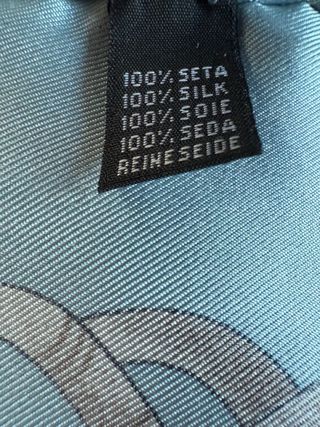 100% SETA
100% SILK
100% SOIE
100% SEDA
REINE SEIDE